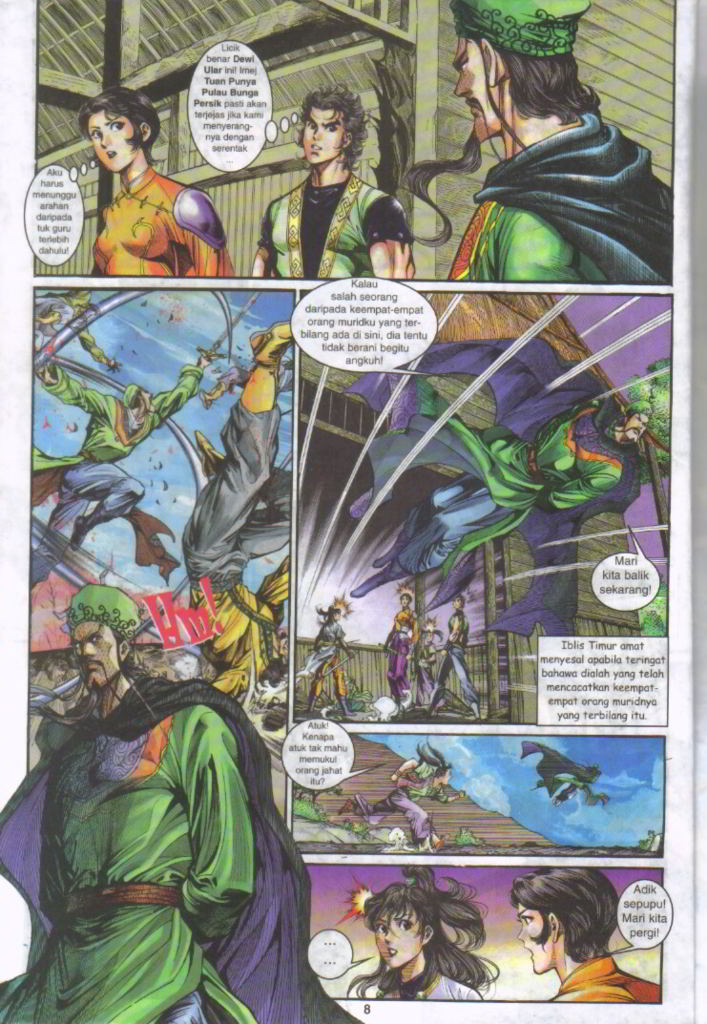 Licik
benar Dewi
Ular ini! Imej
Tuan Punya
Pulau Bunga
Persik pasti akan
terjejas jika kami
menyerang-
nya dengan
serentak
...
Aku
harus
menunggu
arahan
daripada
tuk guru
terlebih
dahulu!
Kalau
salah seorang
daripada keempat-empat
orang muridku yang ter-
bilang ada di sini, dia tentu
tidak berani begitu
angkuh!
Hm!
Mari
kita balik
sekarang!
Iblis Timur amat
menyesal apabila teringat
bahawa dialah yang telah
mencacatkan keempat-
empat orang muridnya
yang terbilang itu.
Atuk!
Kenapa
atuk tak mahu
memukul
orang jahat
itu?
...
...
Adik
sepupu!
Mari kita
pergi!
8